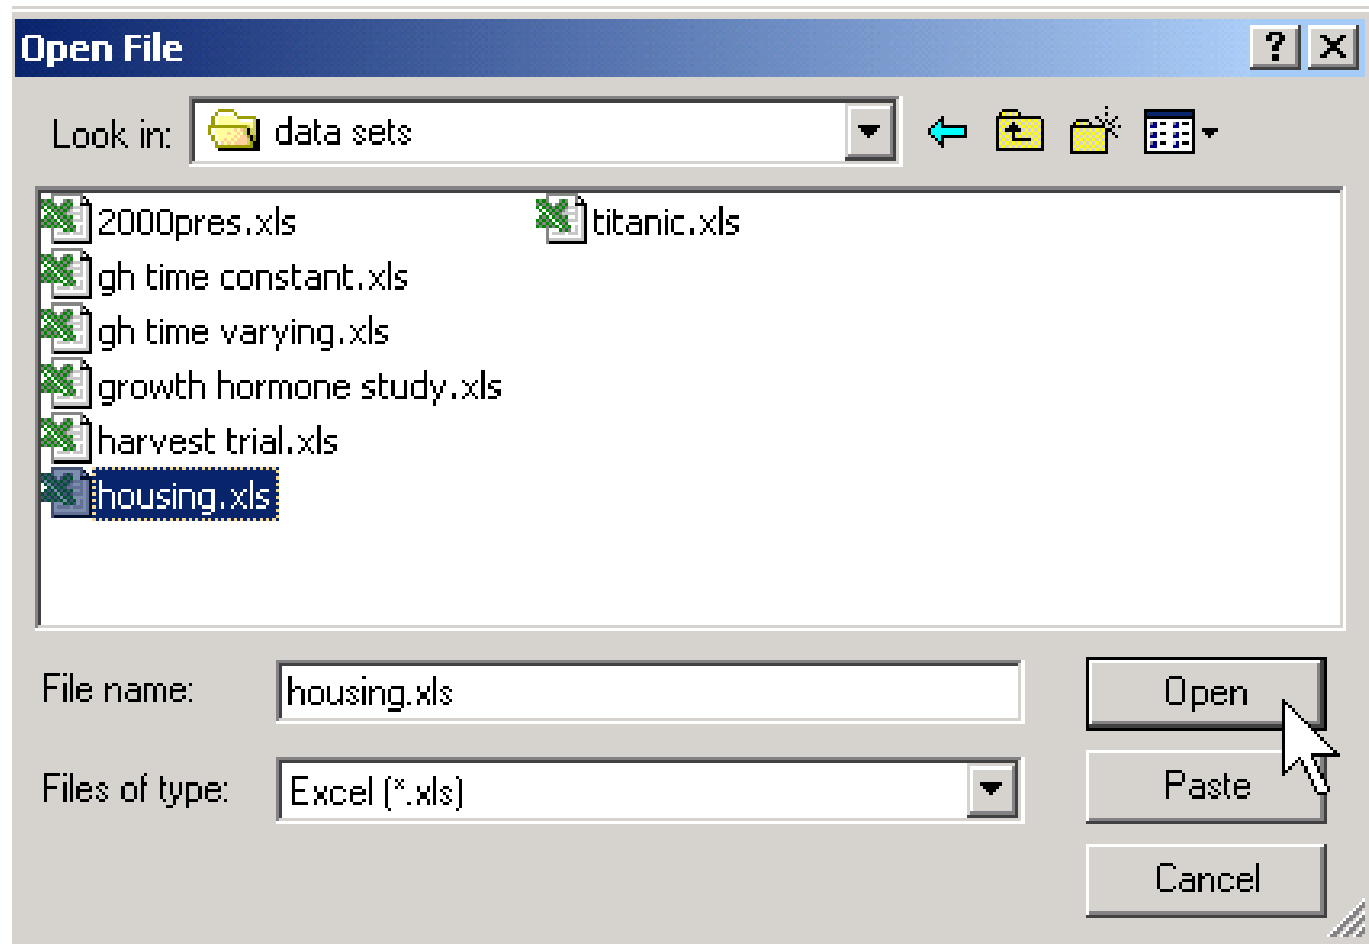 Open File
Look in: data sets
2000pres.xls
gh time constant.xls
gh time varying.xls
growth hormone study.xls
harvest trial.xls
housing.xls
titanic.xls
File name: housing.xls Open
Files of type: Excel (*.xls) Paste
Cancel